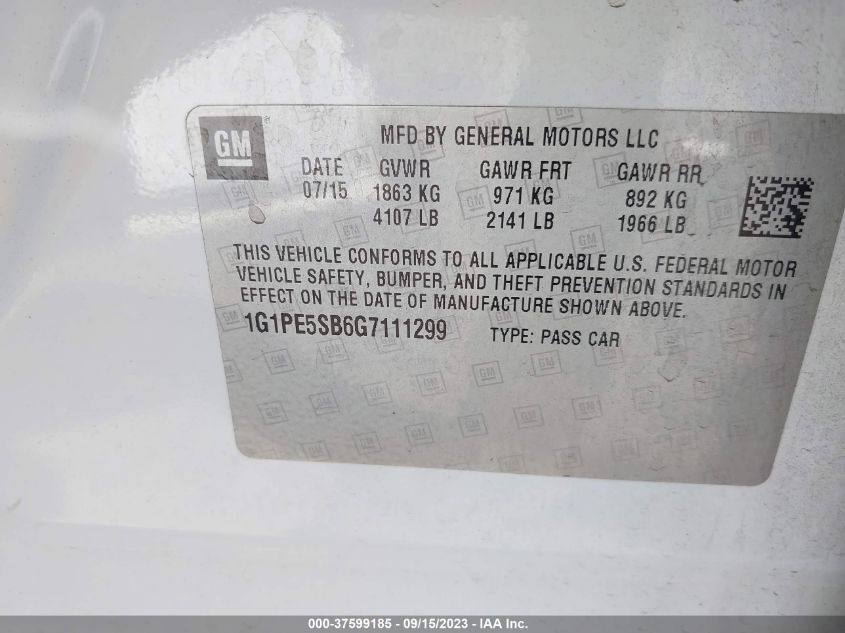 GM
MFD BY GENERAL MOTORS LLC
DATE GVWR GAWR FRT GAWR RR
07/15 1863 KG 971 KG 892 KG
4107 LB 2141 LB 1966 LB
THIS VEHICLE CONFORMS TO ALL APPLICABLE U.S. FEDERAL MOTOR
VEHICLE SAFETY, BUMPER, AND THEFT PREVENTION STANDARDS IN
EFFECT ON THE DATE OF MANUFACTURE SHOWN ABOVE.
1G1PE5SB6G7111299 TYPE: PASS CAR
000-37599185 - 09/15/2023 - IAA Inc.